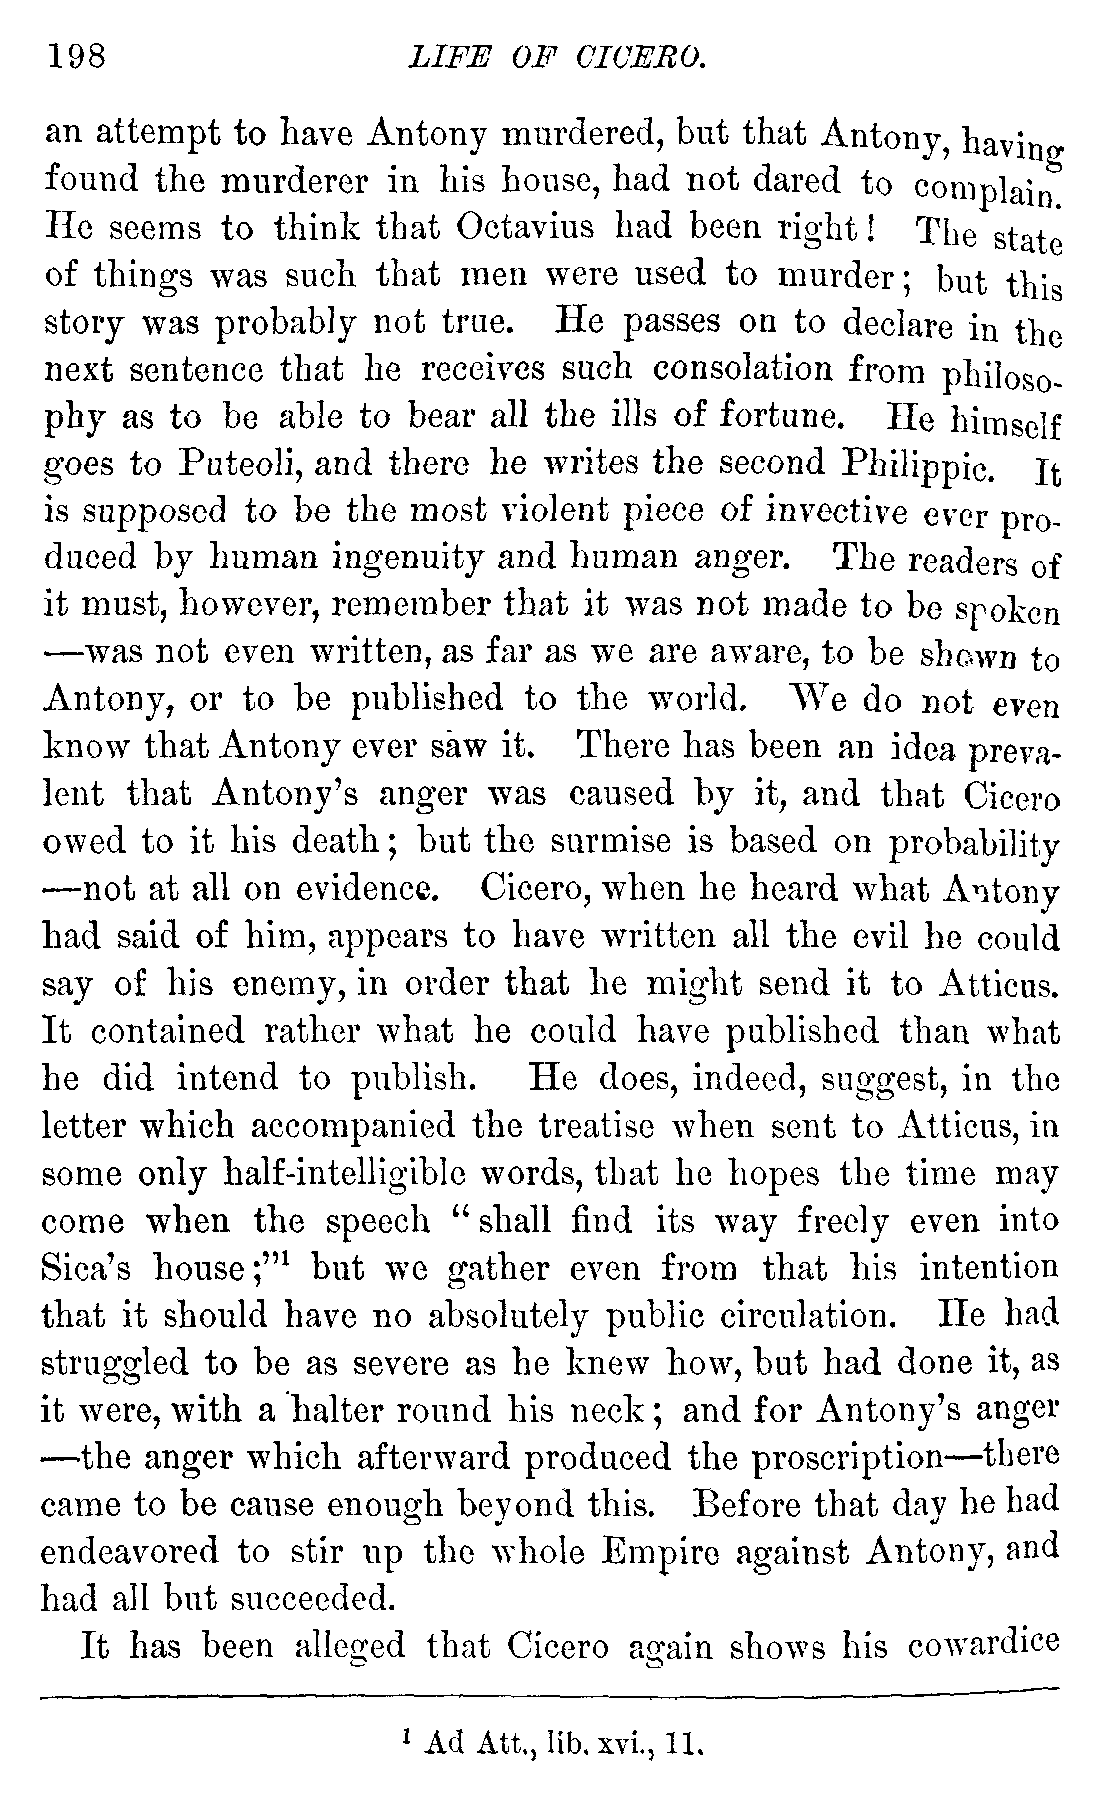 198 LIFE OF CICERO.
an attempt to have Antony murdered, but that Antony, having
found the murderer in his house, had not dared to complain.
He seems to think that Octavius had been right! The state
of things was such that men were used to murder; but this
story was probably not true. He passes on to declare in the
next sentence that he receives such consolation from philoso-
phy as to be able to bear all the ills of fortune. He himself
goes to Puteoli, and there he writes the second Philippic. It
is supposed to be the most violent piece of invective ever pro-
duced by human ingenuity and human anger. The readers of
it must, however, remember that it was not made to be spoken
—was not even written, as far as we are aware, to be shown to
Antony, or to be published to the world. We do not even
know that Antony ever saw it. There has been an idea preva-
lent that Antony's anger was caused by it, and that Cicero
owed to it his death; but the surmise is based on probability
—not at all on evidence. Cicero, when he heard what Antony
had said of him, appears to have written all the evil he could
say of his enemy, in order that he might send it to Atticus.
It contained rather what he could have published than what
he did intend to publish. He does, indeed, suggest, in the
letter which accompanied the treatise when sent to Atticus, in
some only half-intelligible words, that he hopes the time may
come when the speech "shall find its way freely even into
Sica's house;"¹ but we gather even from that his intention
that it should have no absolutely public circulation. He had
struggled to be as severe as he knew how, but had done it, as
it were, with a halter round his neck; and for Antony's anger
—the anger which afterward produced the proscription—there
came to be cause enough beyond this. Before that day he had
endeavored to stir up the whole Empire against Antony, and
had all but succeeded.
It has been alleged that Cicero again shows his cowardice
¹ Ad Att., lib. xvi., 11.